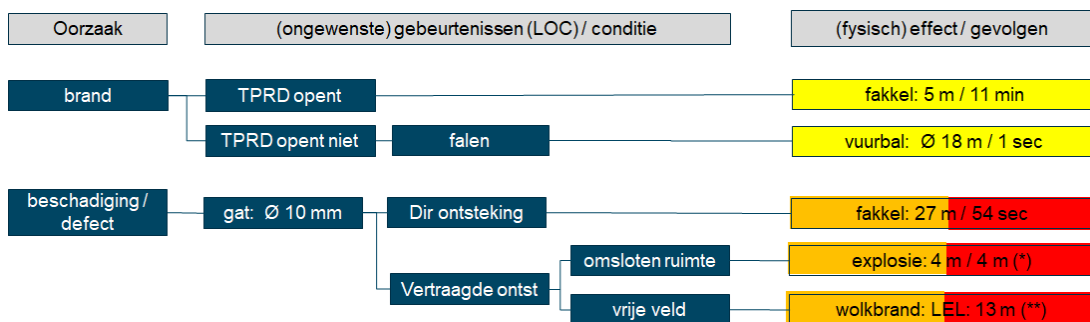 Oorzaak (ongewenste) gebeurtenissen (LOC) / conditie (fysisch) effect / gevolgen
brand TPRD opent fakkel: 5 m / 11 min
TPRD opent niet falen vuurbal: Ø 18 m / 1 sec
beschadiging /
defect gat: Ø 10 mm Dir ontsteking fakkel: 27 m / 54 sec
omsloten ruimte explosie: 4 m / 4 m (*)
Vertraagde ontst
vrije veld wolkbrand: LEL: 13 m (**)